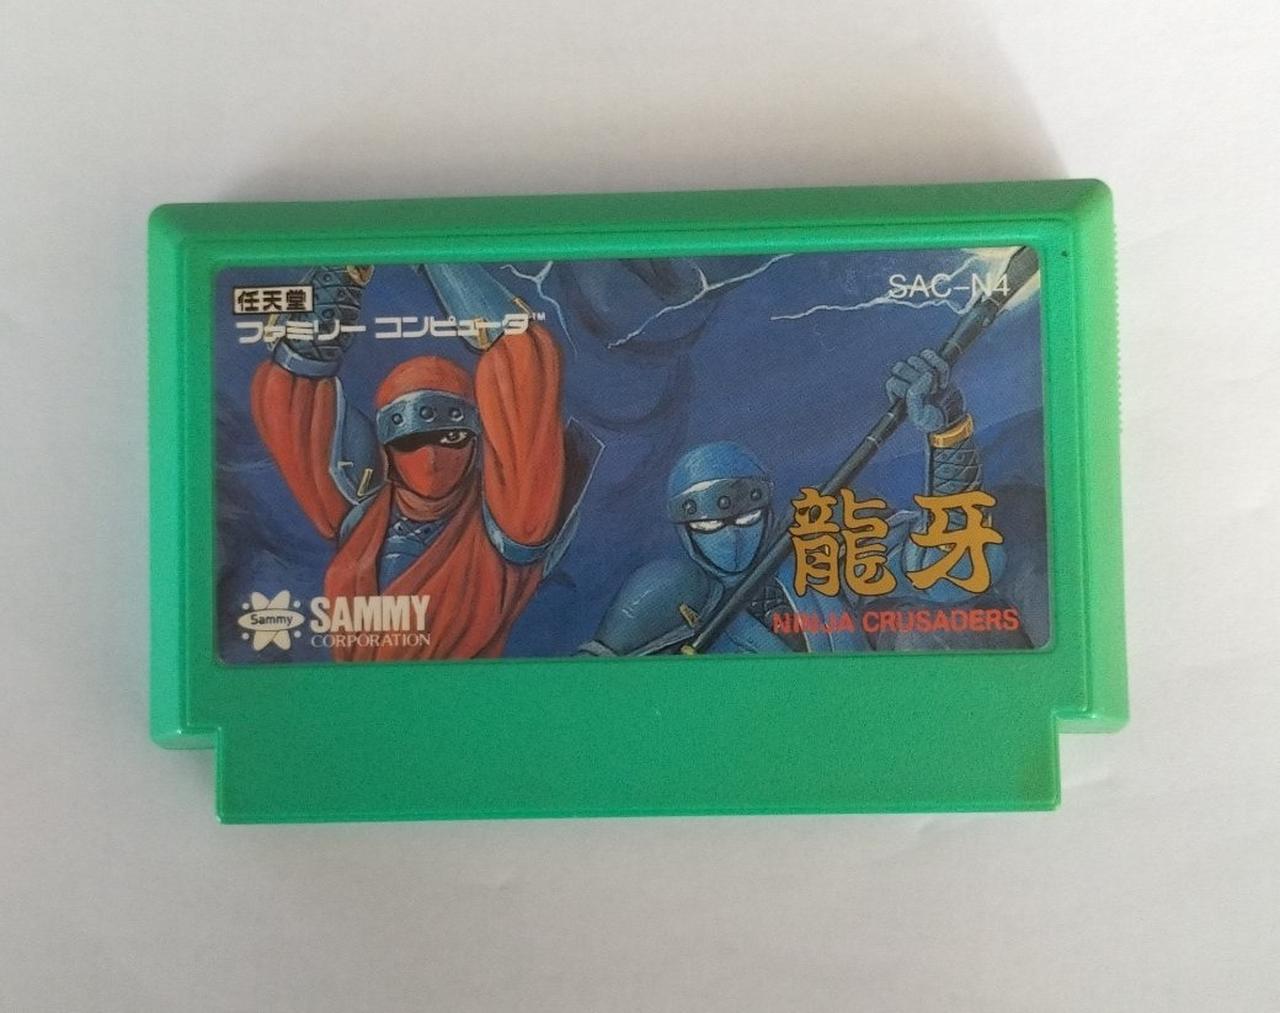 任天堂
ファミリー コンピュータ™
SAC-N4
龍牙
NINJA CRUSADERS
Sammy
SAMMY
CORPORATION